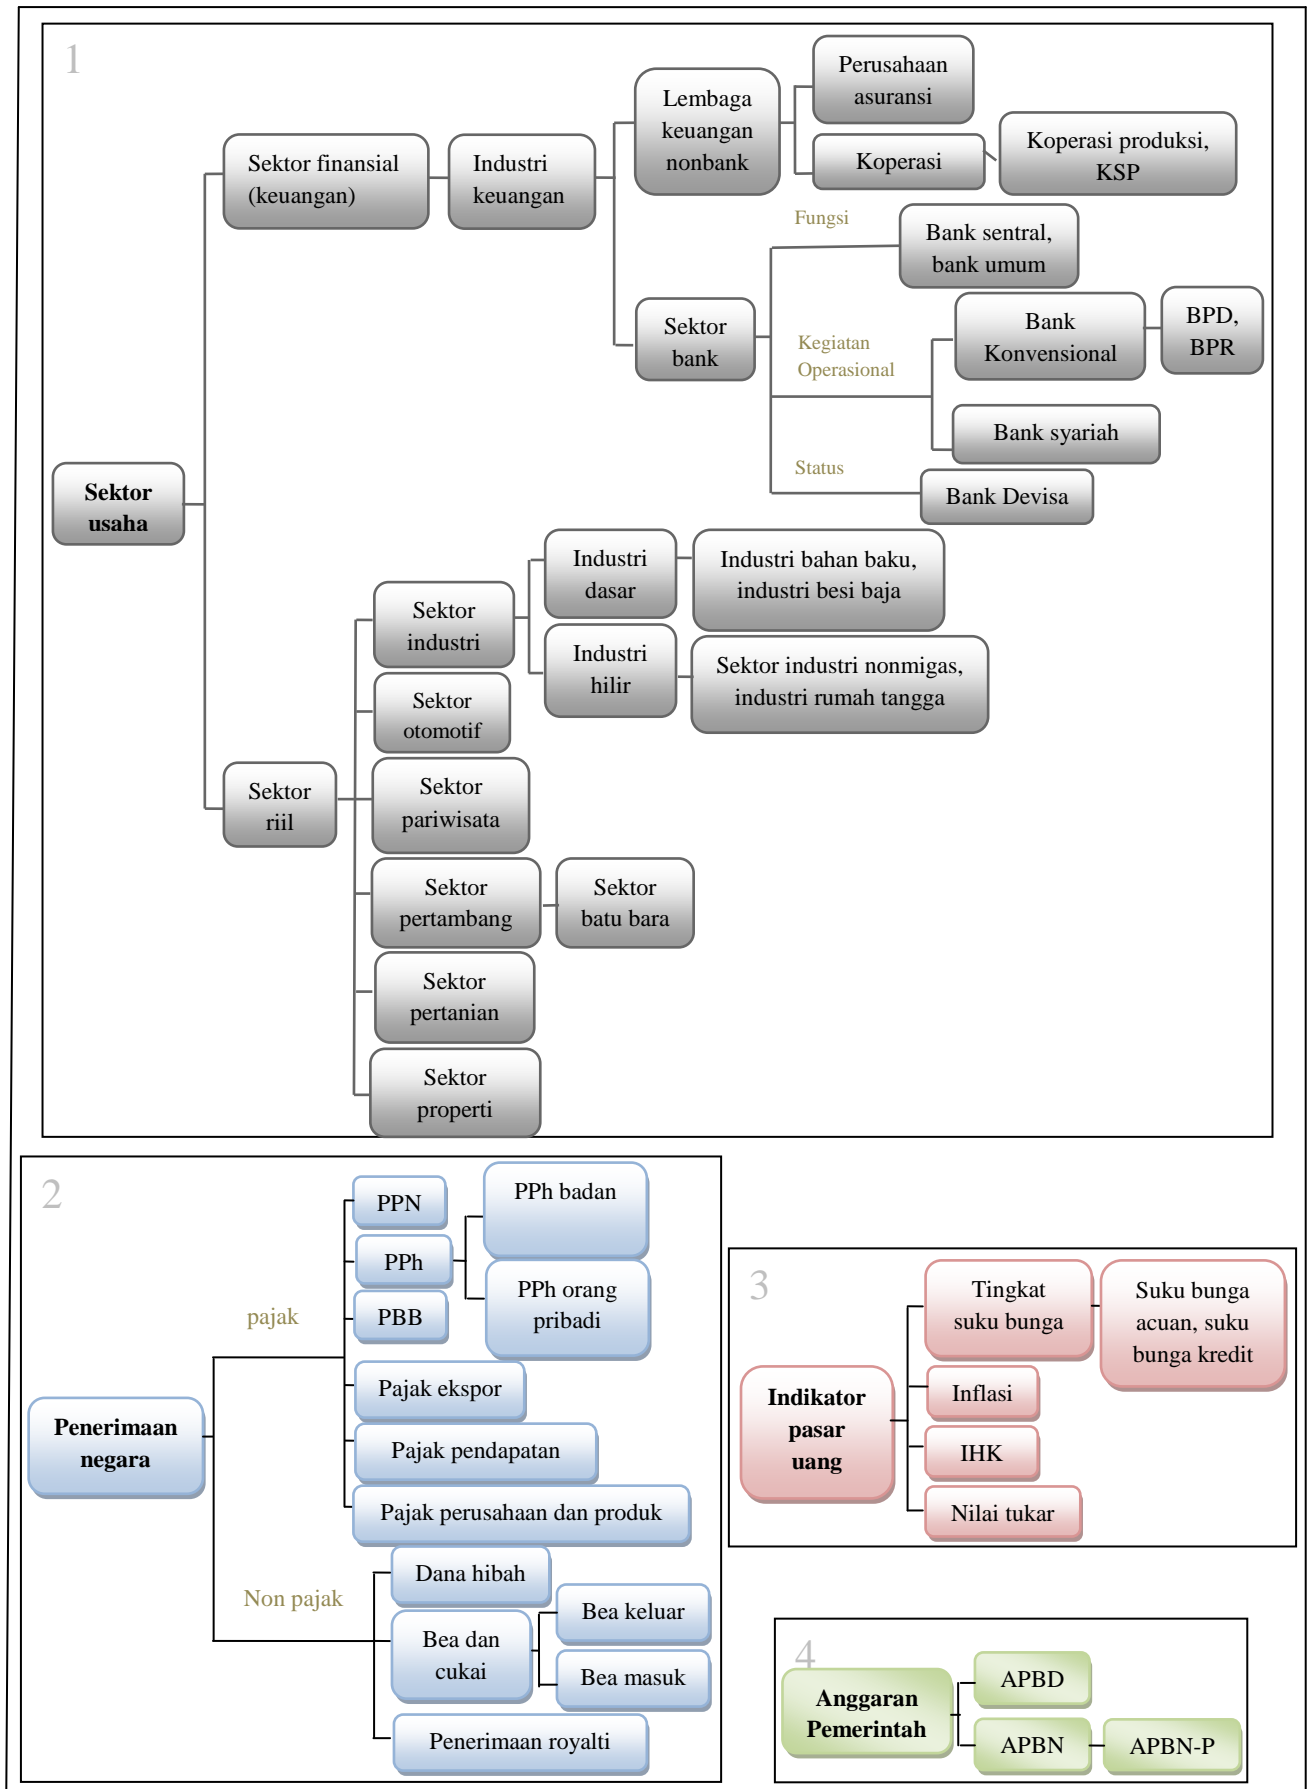 1
Perusahaan
asuransi
Lembaga
keuangan
nonbank
Koperasi
Koperasi produksi,
KSP
Sektor finansial
(keuangan)
Industri
keuangan
Fungsi
Bank sentral,
bank umum
Sektor
bank
Kegiatan
Operasional
Bank
Konvensional
BPD,
BPR
Bank syariah
Status
Bank Devisa
Sektor
usaha
Industri
dasar
Industri bahan baku,
industri besi baja
Sektor
industri
Industri
hilir
Sektor industri nonmigas,
industri rumah tangga
Sektor
otomotif
Sektor
riil
Sektor
pariwisata
Sektor
pertambang
Sektor
batu bara
Sektor
pertanian
Sektor
properti
2
PPN
PPh badan
PPh
PPh orang
pribadi
PBB
pajak
Pajak ekspor
Penerimaan
negara
Pajak pendapatan
Pajak perusahaan dan produk
Dana hibah
Non pajak
Bea dan
cukai
Bea keluar
Bea masuk
Penerimaan royalti
3
Tingkat
suku bunga
Suku bunga
acuan, suku
bunga kredit
Indikator
pasar
uang
Inflasi
IHK
Nilai tukar
4
Anggaran
Pemerintah
APBD
APBN
APBN-P